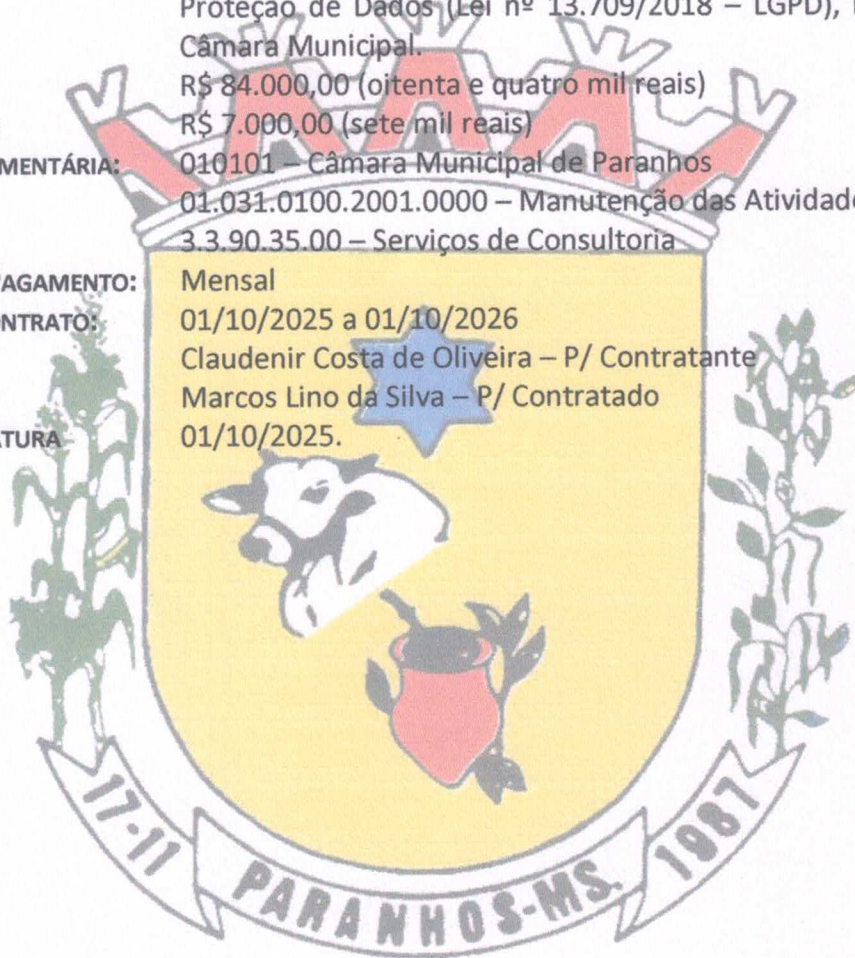 Proteção de Dados (Lei nº 13.709/2018 – LGPD),
Câmara Municipal.
R$ 84.000,00 (oitenta e quatro mil reais)
R$ 7.000,00 (sete mil reais)
MENTÁRIA: 010101 – Câmara Municipal de Paranhos
01.031.0100.2001.0000 – Manutenção das Atividade
3.3.90.35.00 – Serviços de Consultoria
AGAMENTO: Mensal
NTRATO: 01/10/2025 a 01/10/2026
Claudenir Costa de Oliveira – P/ Contratante
Marcos Lino da Silva – P/ Contratado
ATURA 01/10/2025.
17-11 PARANHOS-MS. 1987